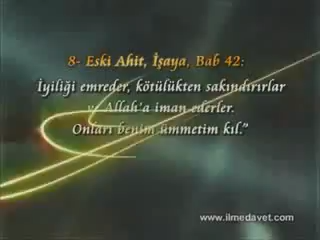 8- Eski Ahit, İşaya, Bab 42:
İyiliği emreder, kötülükten sakındırırlar
ve Allah'a iman ederler.
Onları benim ümmetim kıl."
www.ilmedavet.com